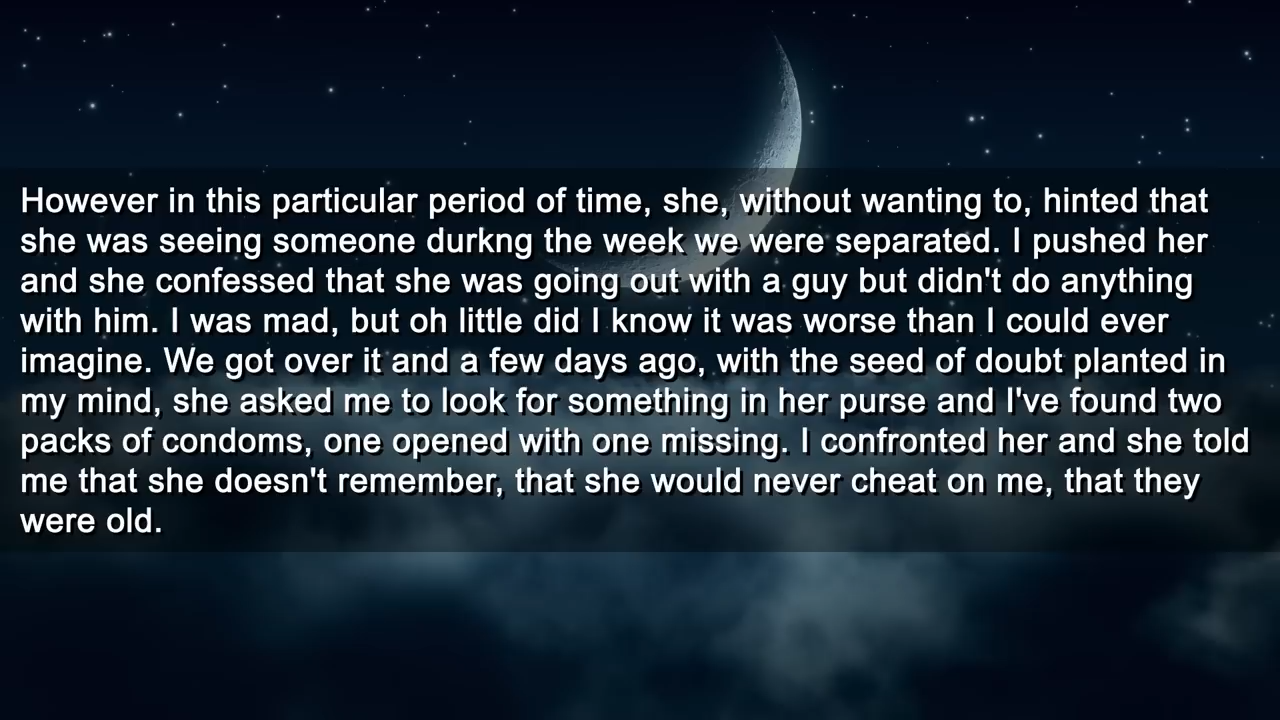 However in this particular period of time, she, without wanting to, hinted that
she was seeing someone durkng the week we were separated. I pushed her
and she confessed that she was going out with a guy but didn't do anything
with him. I was mad, but oh little did I know it was worse than I could ever
imagine. We got over it and a few days ago, with the seed of doubt planted in
my mind, she asked me to look for something in her purse and I've found two
packs of condoms, one opened with one missing. I confronted her and she told
me that she doesn't remember, that she would never cheat on me, that they
were old.